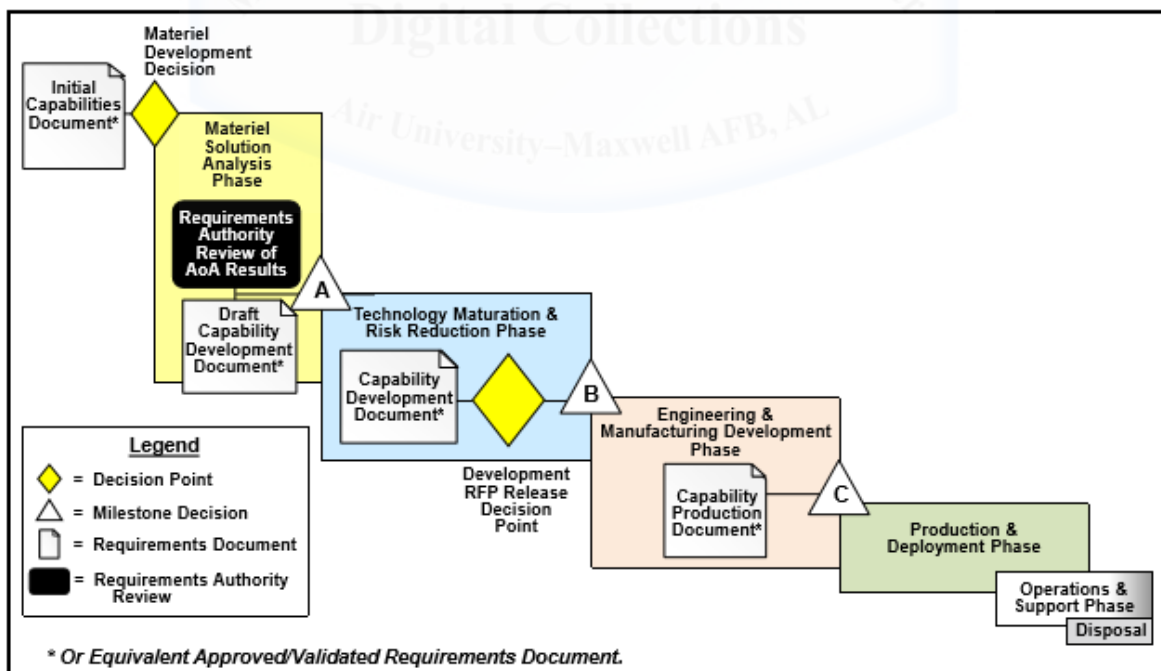 Digital Collections
Air University–Maxwell AFB, AL
Materiel
Development
Decision
Initial
Capabilities
Document*
Materiel
Solution
Analysis
Phase
Requirements
Authority
Review of
AoA Results
A
Draft
Capability
Development
Document*
Technology Maturation &
Risk Reduction Phase
Capability
Development
Document*
B
Development
RFP Release
Decision
Point
Engineering &
Manufacturing Development
Phase
Capability
Production
Document*
C
Production &
Deployment Phase
Operations &
Support Phase
Disposal
Legend
= Decision Point
= Milestone Decision
= Requirements Document
= Requirements Authority
Review
* Or Equivalent Approved/Validated Requirements Document.